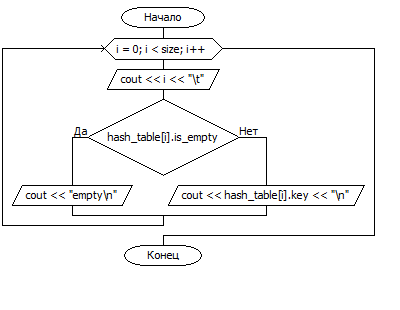 Начало
i = 0; i < size; i++
cout << i << "\t"
Да
Нет
hash_table[i].is_empty
cout << "empty\n"
cout << hash_table[i].key << "\n"
Конец